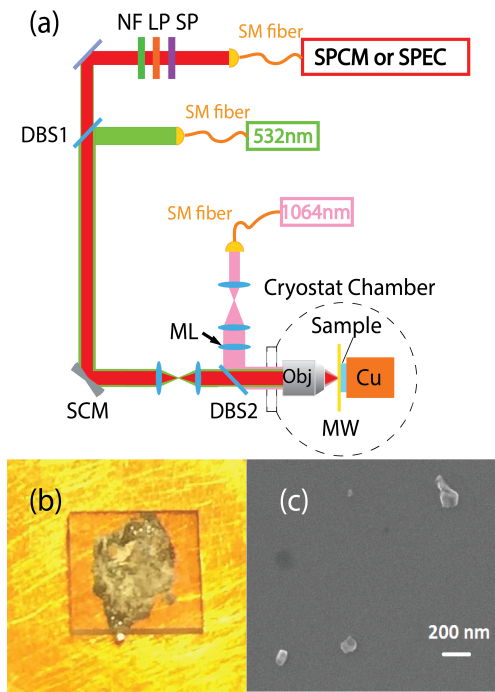 (a)
NF LP SP
SM fiber
SPCM or SPEC
DBS1
SM fiber
532nm
SM fiber
1064nm
Cryostat Chamber
ML
Sample
Obj
Cu
SCM
DBS2
MW
(b)
(c)
200 nm